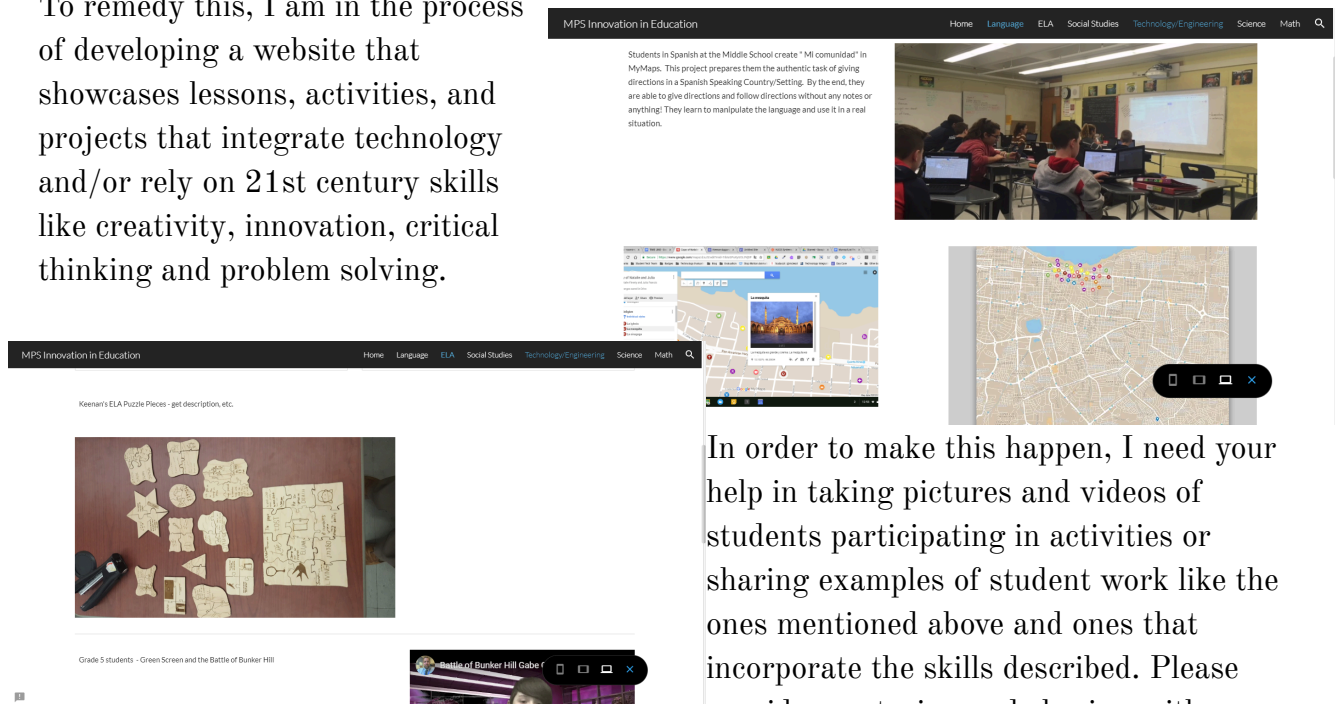 To remedy this, I am in the process
of developing a website that
showcases lessons, activities, and
projects that integrate technology
and/or rely on 21st century skills
like creativity, innovation, critical
thinking and problem solving.
MPS Innovation in Education
Home Language ELA Social Studies Technology/Engineering Science Math
Students in Spanish at the Middle School create " Mi comunidad" in
MyMaps. This project prepares them the authentic task of giving
directions in a Spanish Speaking Country/Setting. By the end, they
are able to give directions and follow directions without any notes or
anything! They learn to manipulate the language and use it in a real
situation.
La mezquita
MPS Innovation in Education
Home Language ELA Social Studies Technology/Engineering Science Math
Keenan's ELA Puzzle Pieces - get description, etc.
Grade 5 students - Green Screen and the Battle of Bunker Hill
Battle of Bunker Hill Gabe
In order to make this happen, I need your
help in taking pictures and videos of
students participating in activities or
sharing examples of student work like the
ones mentioned above and ones that
incorporate the skills described. Please